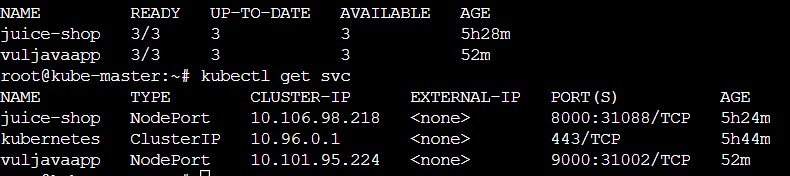 NAME READY UP-TO-DATE AVAILABLE AGE
juice-shop 3/3 3 3 5h28m
vuljavaapp 3/3 3 3 52m
root@kube-master:~# kubectl get svc
NAME TYPE CLUSTER-IP EXTERNAL-IP PORT(S) AGE
juice-shop NodePort 10.106.98.218 <none> 8000:31088/TCP 5h24m
kubernetes ClusterIP 10.96.0.1 <none> 443/TCP 5h44m
vuljavaapp NodePort 10.101.95.224 <none> 9000:31002/TCP 52m